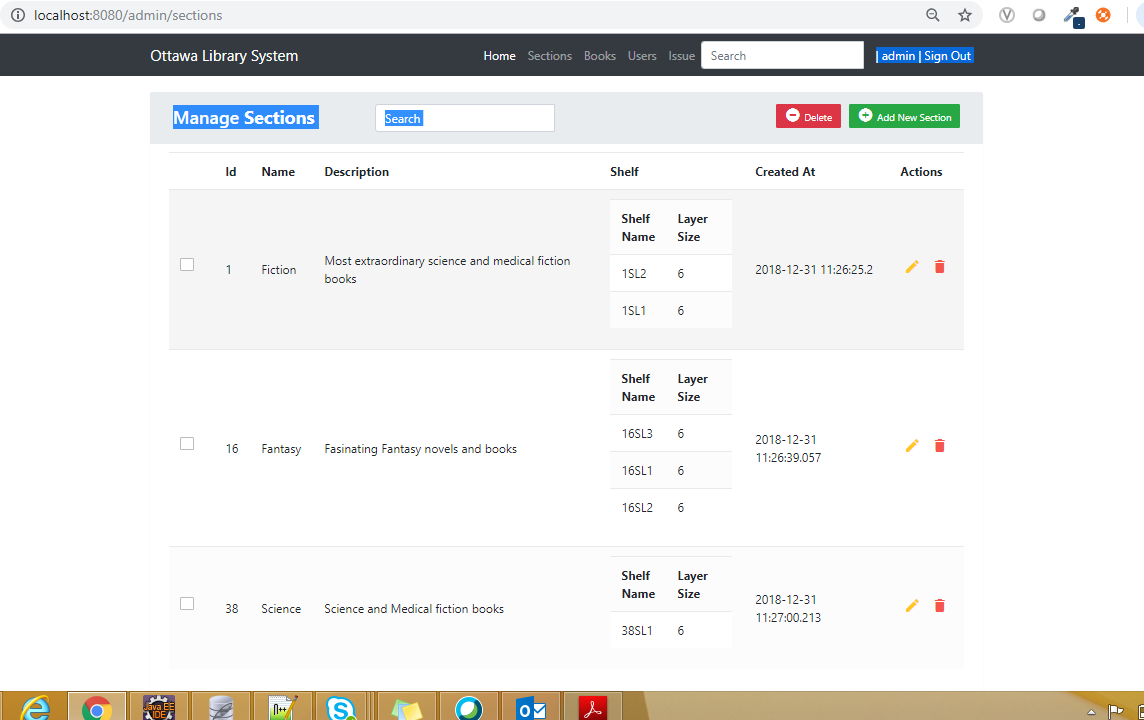 localhost:8080/admin/sections
Ottawa Library System
Home Sections Books Users Issue Search | admin | Sign Out
Manage Sections Search Delete Add New Section
Id Name Description Shelf Created At Actions
Shelf Name Layer Size
1 Fiction Most extraordinary science and medical fiction books 2018-12-31 11:26:25.2
1SL2 6
1SL1 6
Shelf Name Layer Size
16 Fantasy Fasinating Fantasy novels and books 2018-12-31 11:26:39.057
16SL3 6
16SL1 6
16SL2 6
Shelf Name Layer Size
38 Science Science and Medical fiction books 2018-12-31 11:27:00.213
38SL1 6
Java EE
IDE